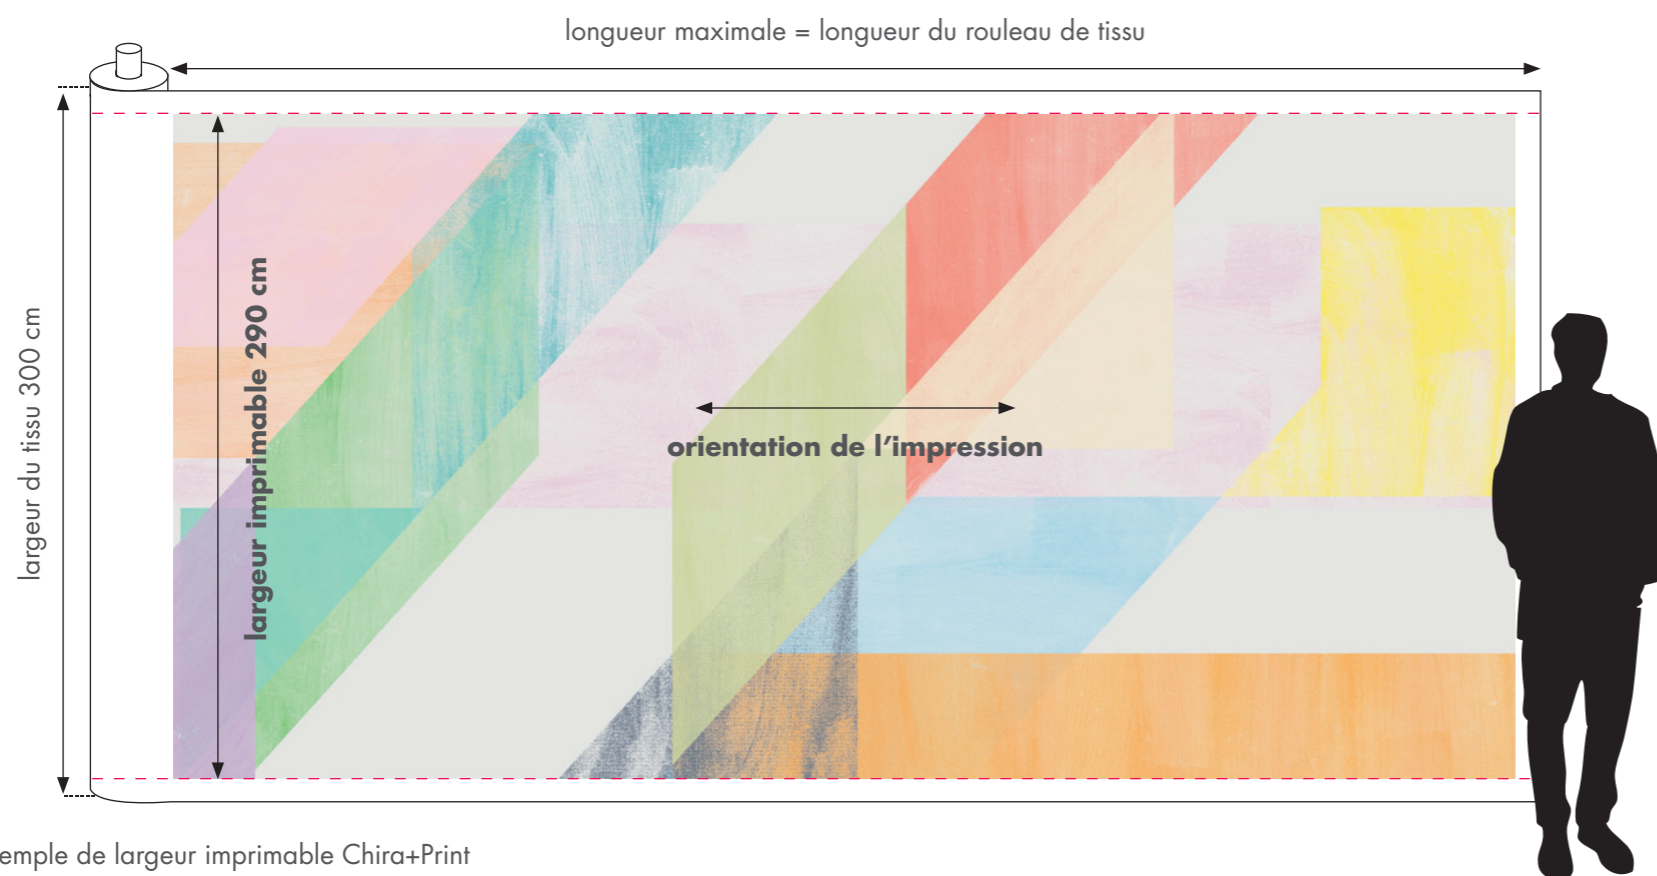 longueur maximale = longueur du rouleau de tissu
largeur du tissu 300 cm
largeur imprimable 290 cm
orientation de l’impression
emple de largeur imprimable Chira+Print